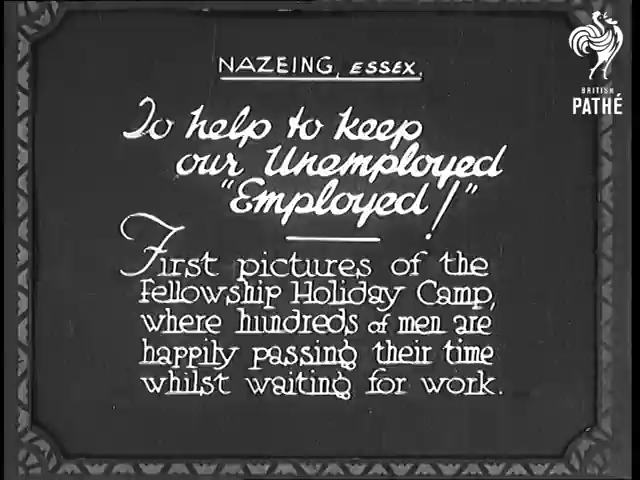 NAZEING, ESSEX.
To help to keep
our Unemployed
"Employed!"
First pictures of the
Fellowship Holiday Camp,
where hundreds of men are
happily passing their time
whilst waiting for work.
BRITISH
PATHÉ